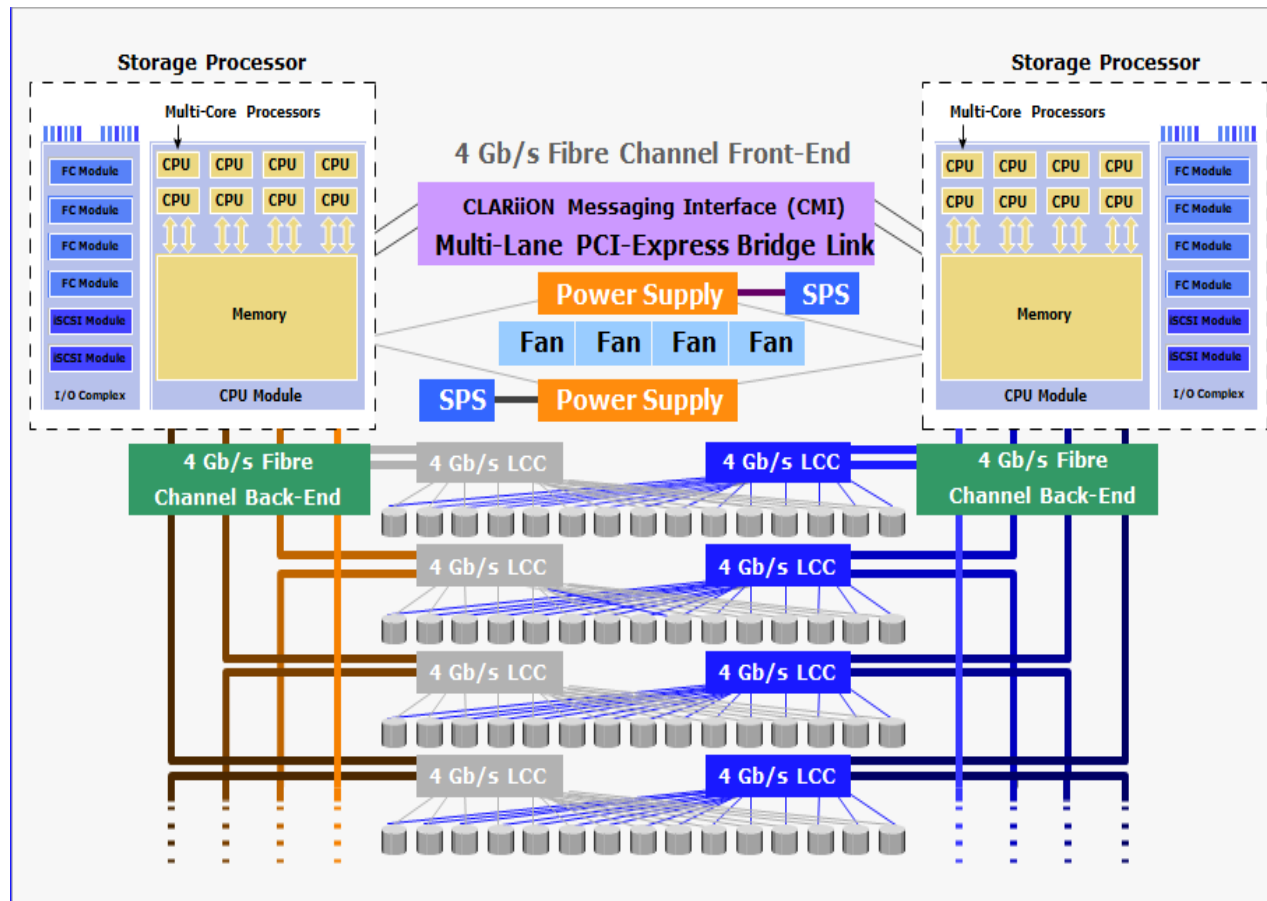 Storage Processor
Multi-Core Processors
FC Module
FC Module
FC Module
FC Module
iSCSI Module
iSCSI Module
I/O Complex
CPU CPU CPU CPU
CPU CPU CPU CPU
Memory
CPU Module
4 Gb/s Fibre Channel Front-End
CLARiiON Messaging Interface (CMI)
Multi-Lane PCI-Express Bridge Link
Power Supply SPS
Fan Fan Fan Fan
SPS Power Supply
Storage Processor
Multi-Core Processors
CPU CPU CPU CPU
CPU CPU CPU CPU
Memory
CPU Module
FC Module
FC Module
FC Module
FC Module
iSCSI Module
iSCSI Module
I/O Complex
4 Gb/s Fibre
Channel Back-End
4 Gb/s LCC 4 Gb/s LCC
4 Gb/s Fibre
Channel Back-End
4 Gb/s LCC 4 Gb/s LCC
4 Gb/s LCC 4 Gb/s LCC
4 Gb/s LCC 4 Gb/s LCC